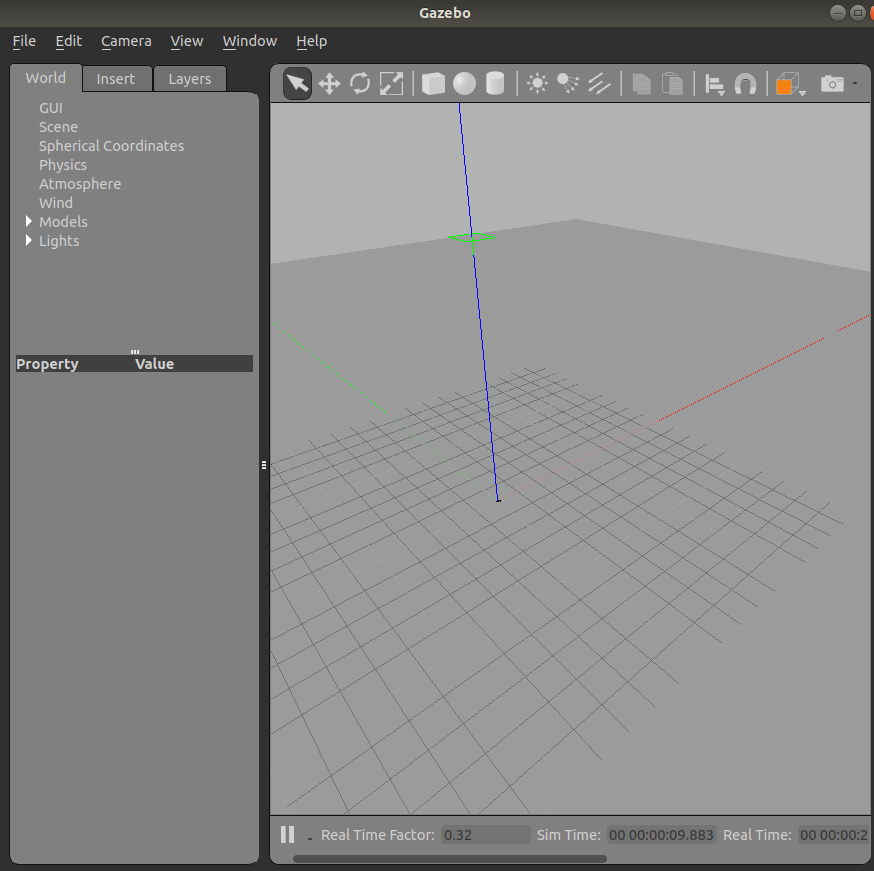 Gazebo
File Edit Camera View Window Help
World Insert Layers
GUI
Scene
Spherical Coordinates
Physics
Atmosphere
Wind
Models
Lights
Property Value
Real Time Factor: 0.32 Sim Time: 00 00:00:09.883 Real Time: 00 00:00:2